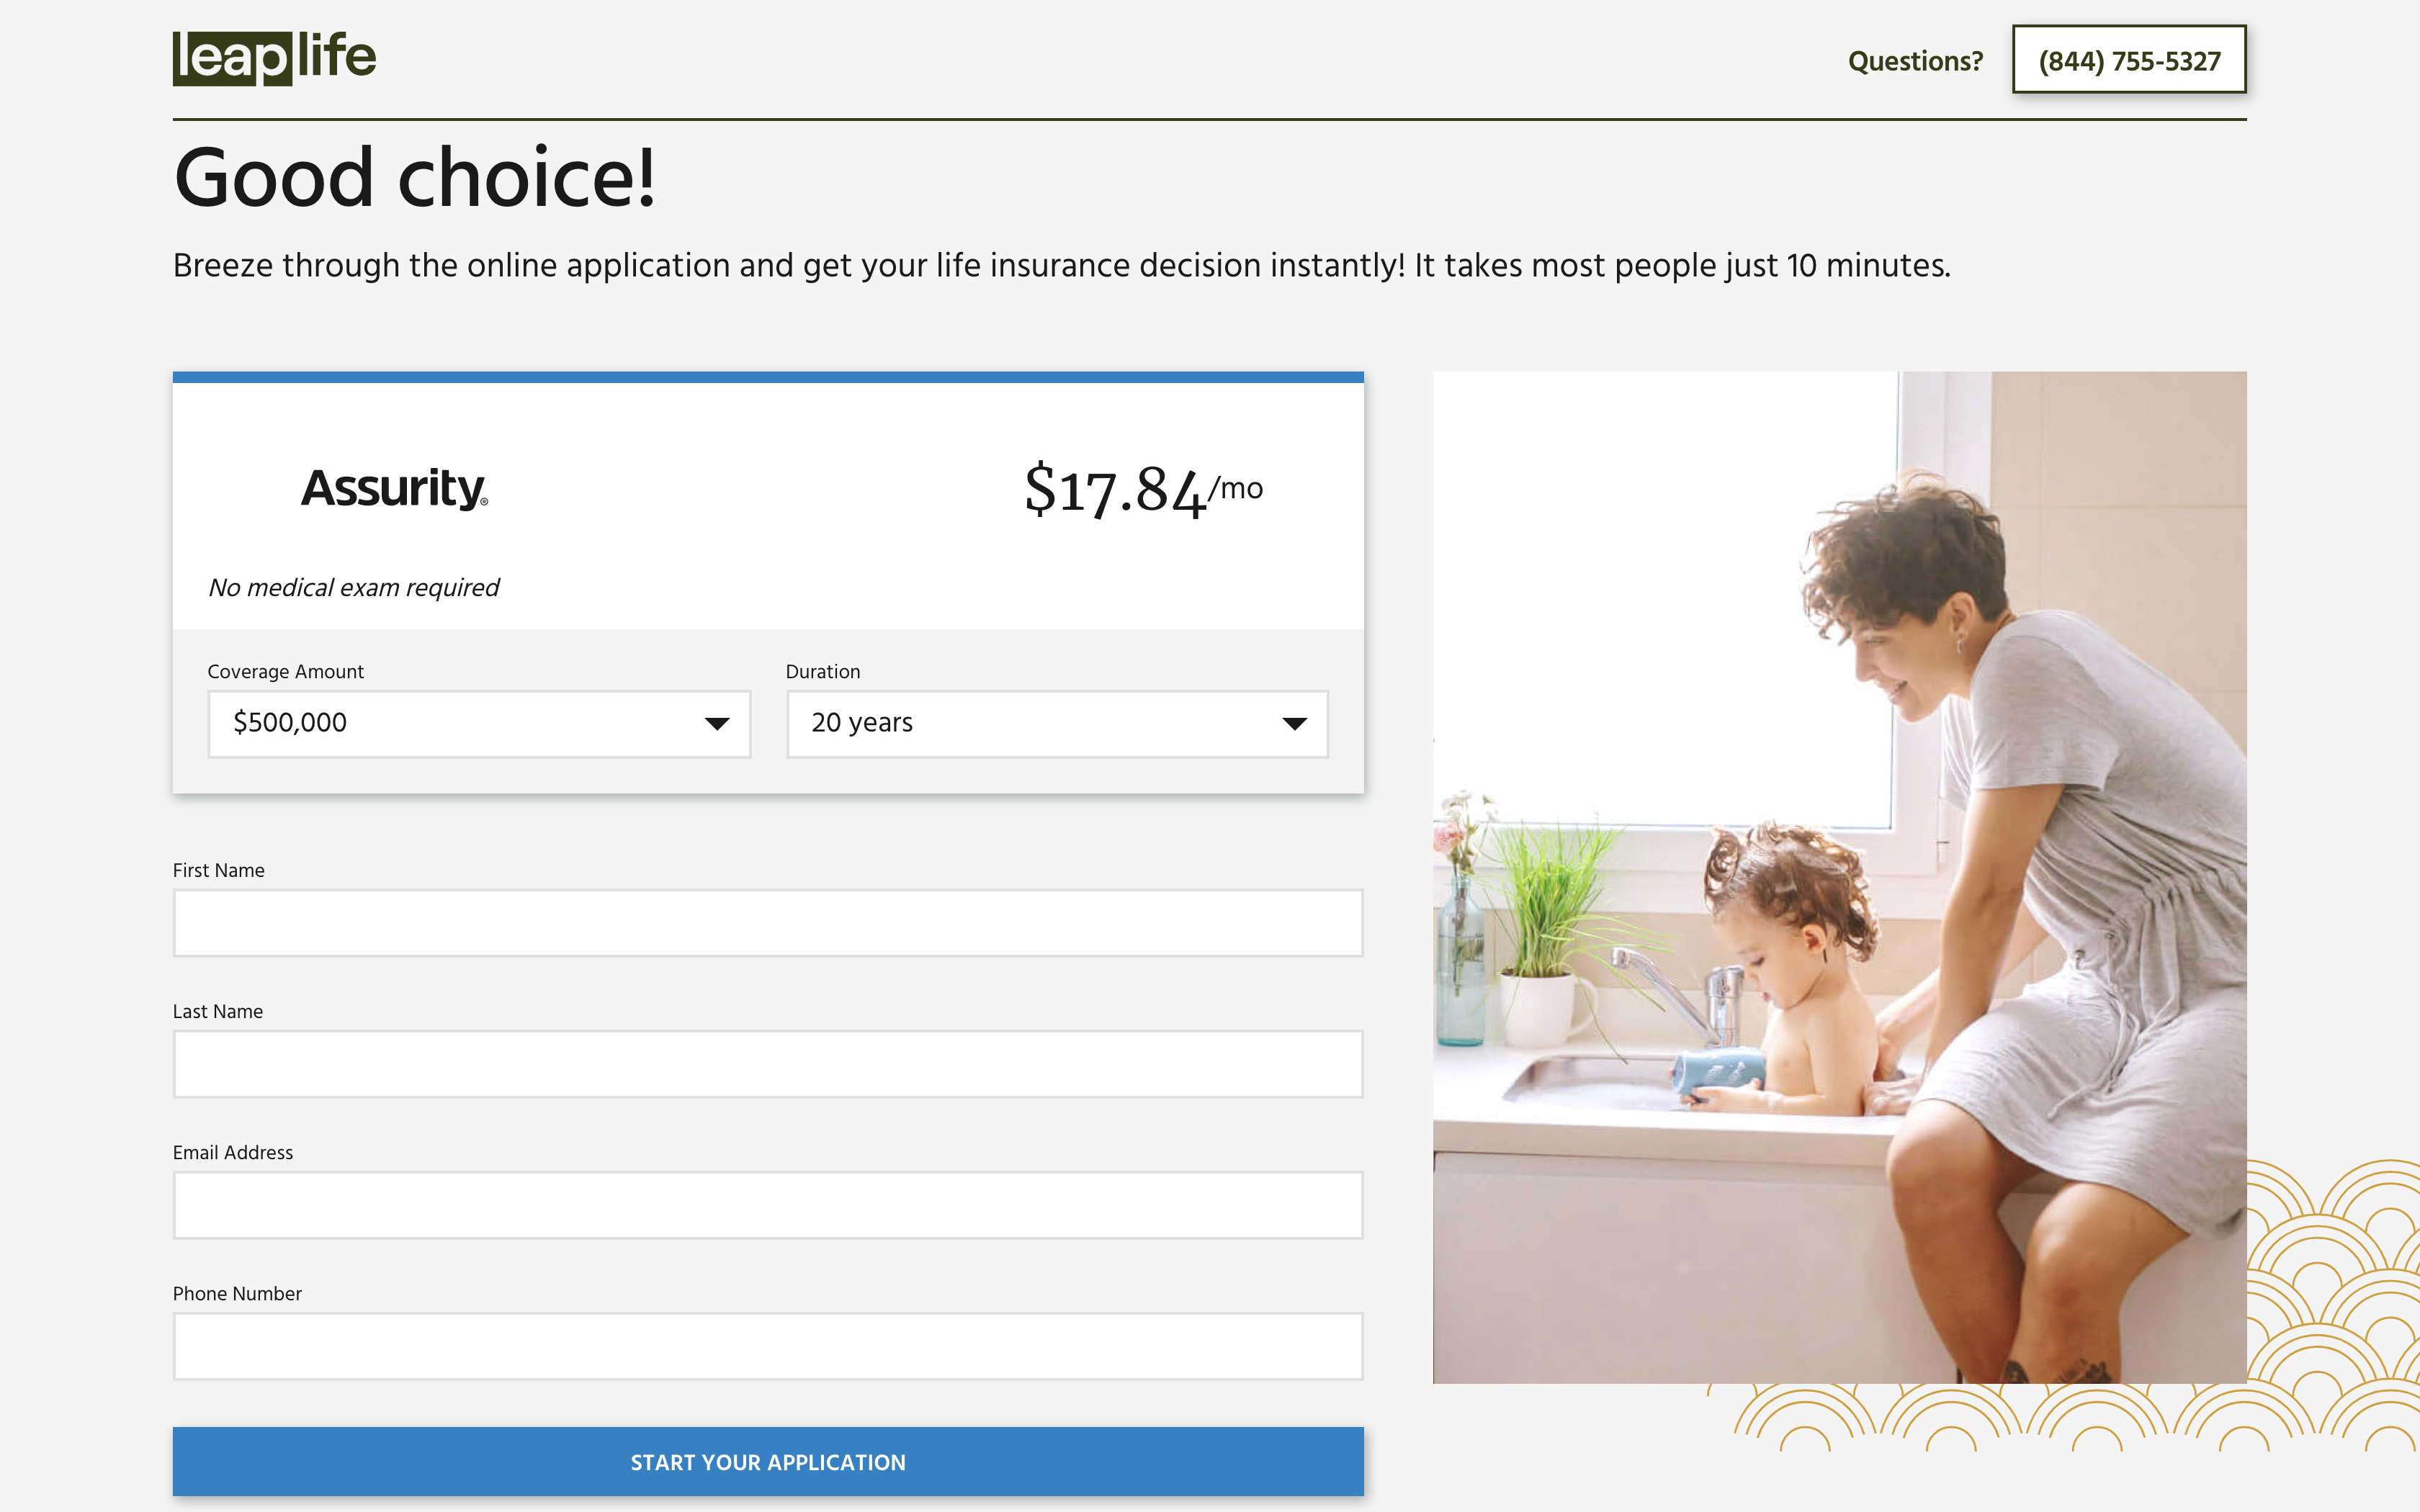 leaplife
Questions?
(844) 755-5327
Good choice!
Breeze through the online application and get your life insurance decision instantly! It takes most people just 10 minutes.
Assurity®
$17.84/mo
No medical exam required
Coverage Amount
Duration
$500,000
20 years
First Name
Last Name
Email Address
Phone Number
START YOUR APPLICATION